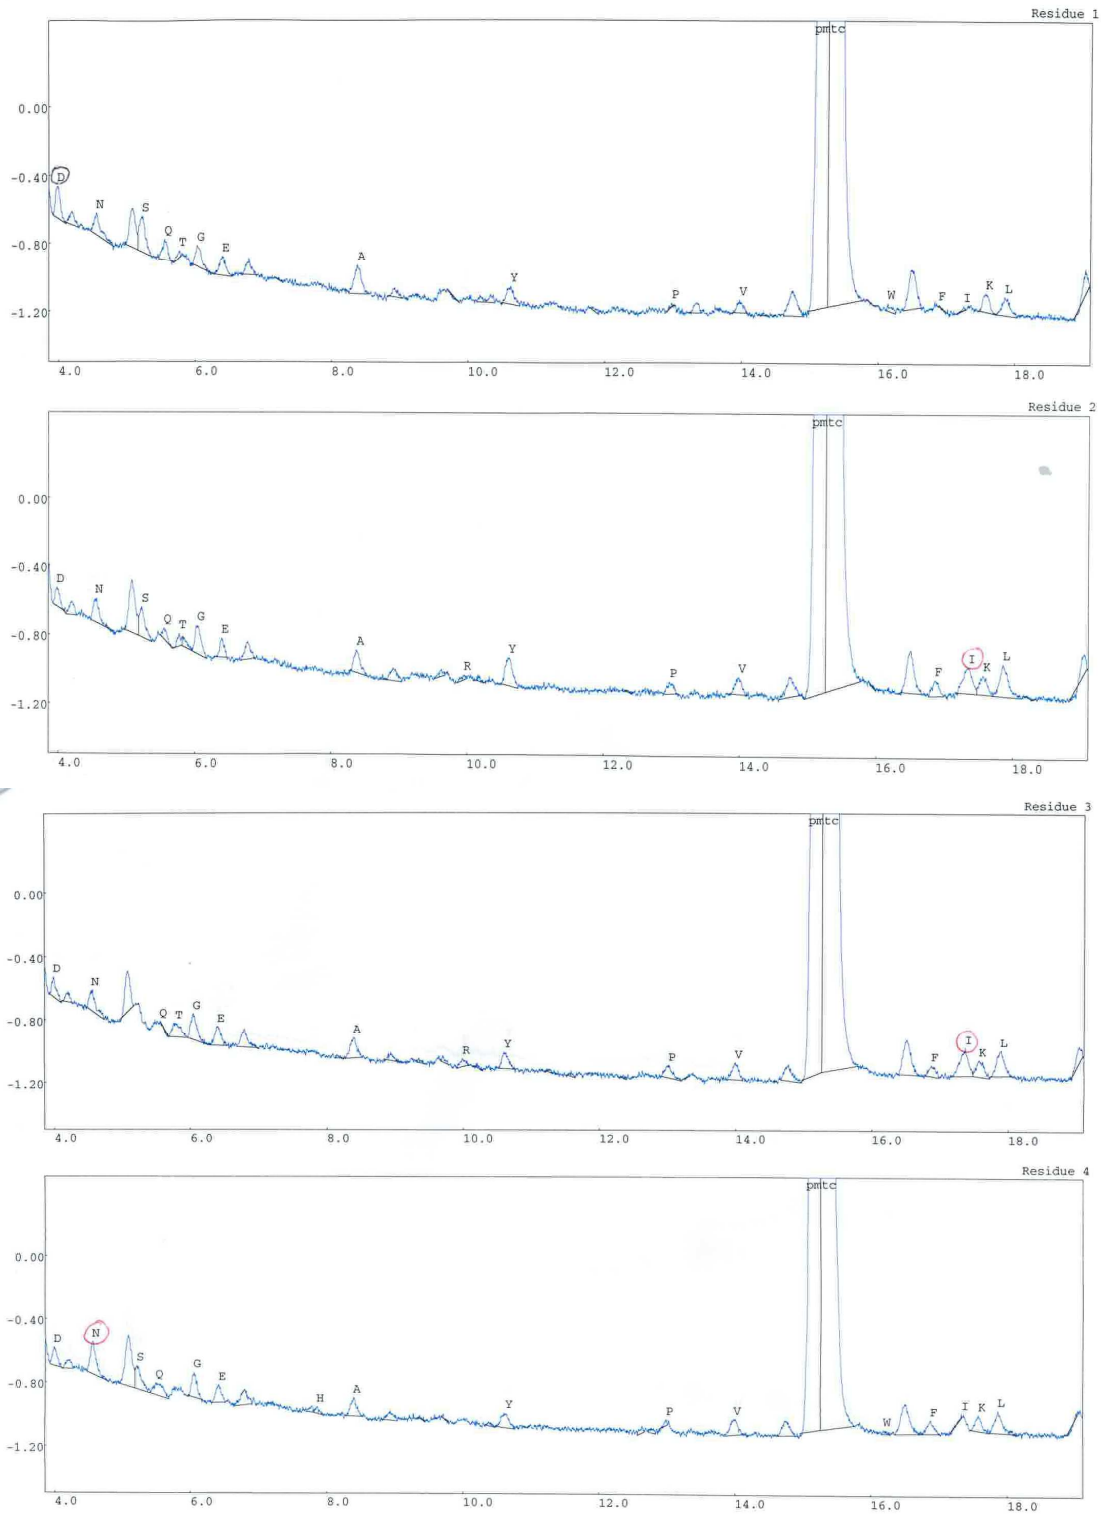 Residue 1
pmtc
0.00
D
-0.40
N S
Q T G E
-0.80
A
Y
P V W F I K L
-1.20
4.0 6.0 8.0 10.0 12.0 14.0 16.0 18.0
Residue 2
pmtc
0.00
-0.40
D N S
Q T G E
-0.80
A R Y P V F I K L
-1.20
4.0 6.0 8.0 10.0 12.0 14.0 16.0 18.0
Residue 3
pmtc
0.00
-0.40
D N
Q T G E
-0.80
A R Y P V F I K L
-1.20
4.0 6.0 8.0 10.0 12.0 14.0 16.0 18.0
Residue 4
pmtc
0.00
-0.40
D N
S Q G E
-0.80
H A Y P V W F I K L
-1.20
4.0 6.0 8.0 10.0 12.0 14.0 16.0 18.0